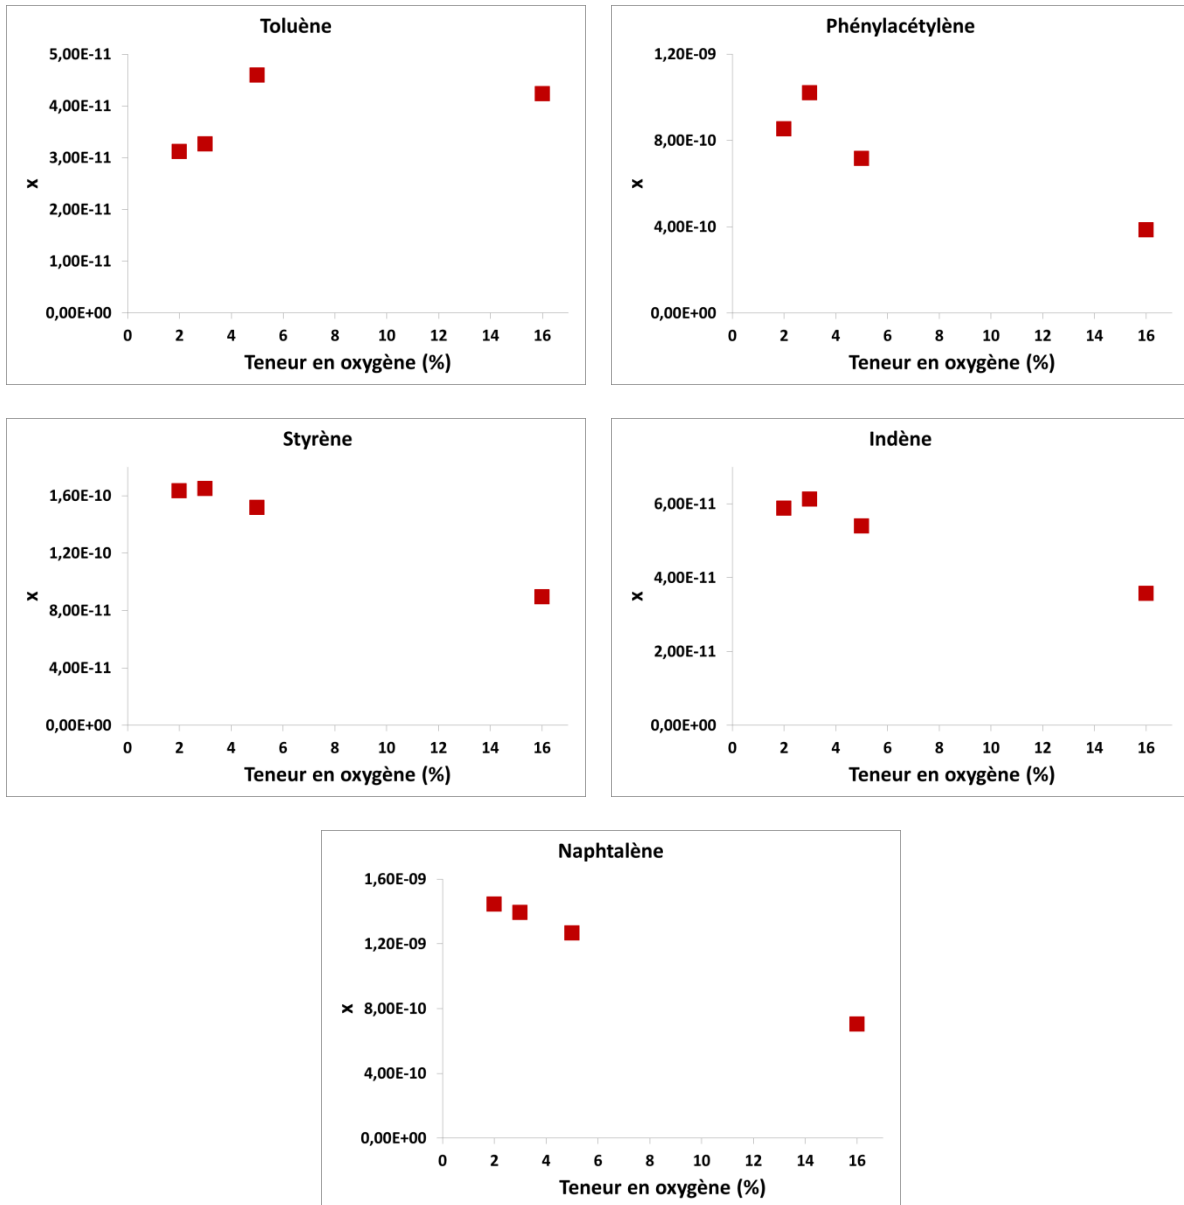 Toluène
5,00E-11
4,00E-11
3,00E-11
2,00E-11
1,00E-11
0,00E+00
x
0 2 4 6 8 10 12 14 16
Teneur en oxygène (%)
Phénylacétylène
1,20E-09
8,00E-10
4,00E-10
0,00E+00
x
0 2 4 6 8 10 12 14 16
Teneur en oxygène (%)
Styrène
1,60E-10
1,20E-10
8,00E-11
4,00E-11
0,00E+00
x
0 2 4 6 8 10 12 14 16
Teneur en oxygène (%)
Indène
6,00E-11
4,00E-11
2,00E-11
0,00E+00
x
0 2 4 6 8 10 12 14 16
Teneur en oxygène (%)
Naphtalène
1,60E-09
1,20E-09
8,00E-10
4,00E-10
0,00E+00
x
0 2 4 6 8 10 12 14 16
Teneur en oxygène (%)